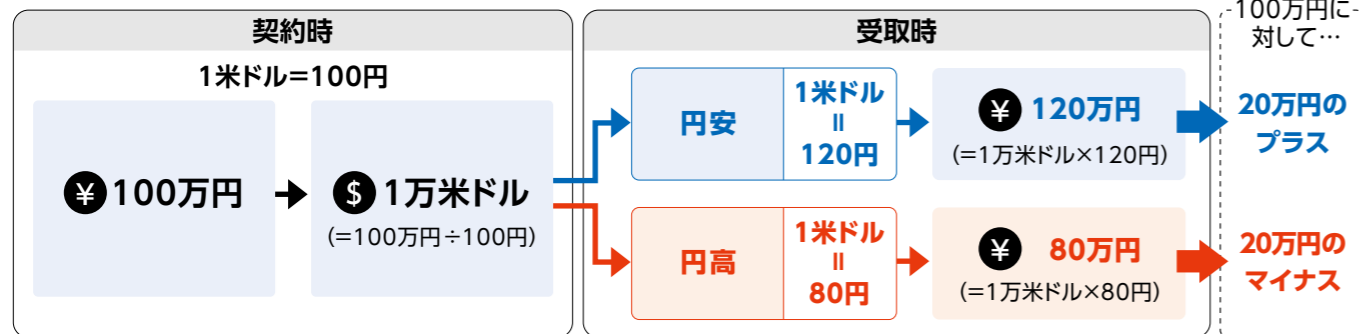 契約時
1米ドル=100円
¥ 100万円
$ 1万米ドル
(=100万円÷100円)
受取時
円安
1米ドル
=
120円
¥ 120万円
(=1万米ドル×120円)
円高
1米ドル
=
80円
¥ 80万円
(=1万米ドル×80円)
100万円に
対して…
20万円の
プラス
20万円の
マイナス